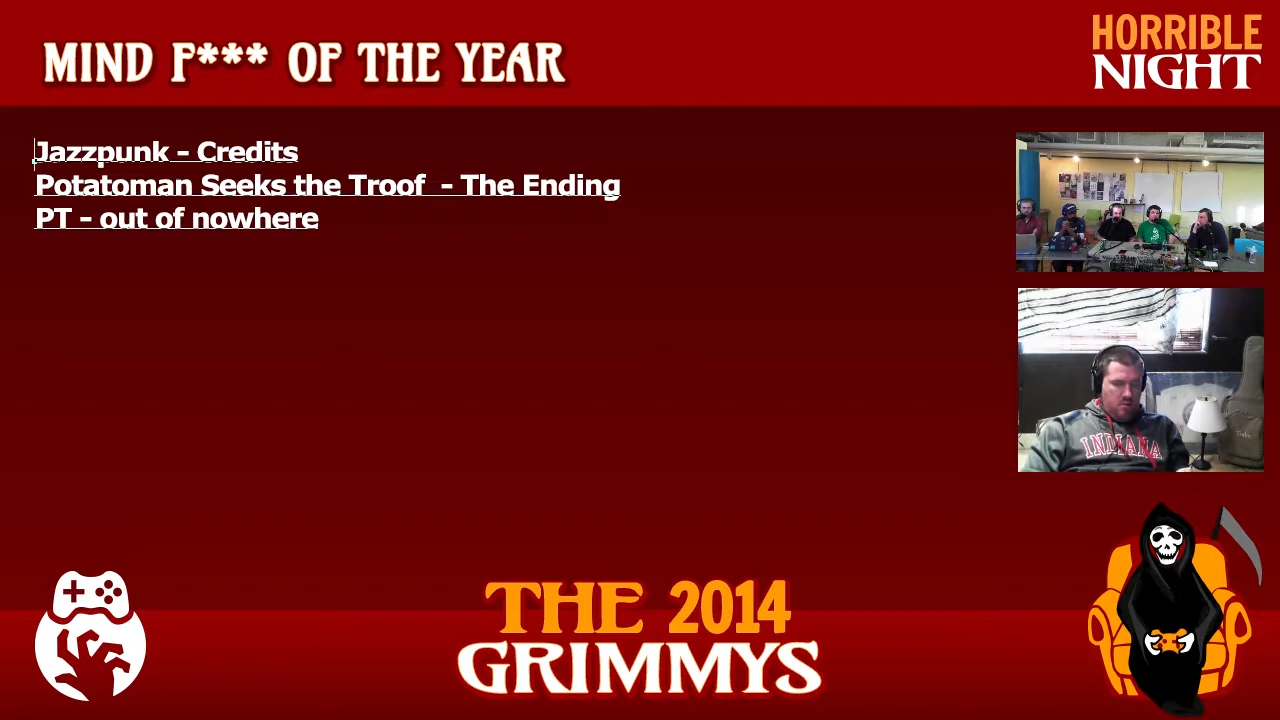 MIND F*** OF THE YEAR
HORRIBLE
NIGHT
Jazzpunk - Credits
Potatoman Seeks the Troof - The Ending
PT - out of nowhere
INDIANA
THE 2014
GRIMMYS